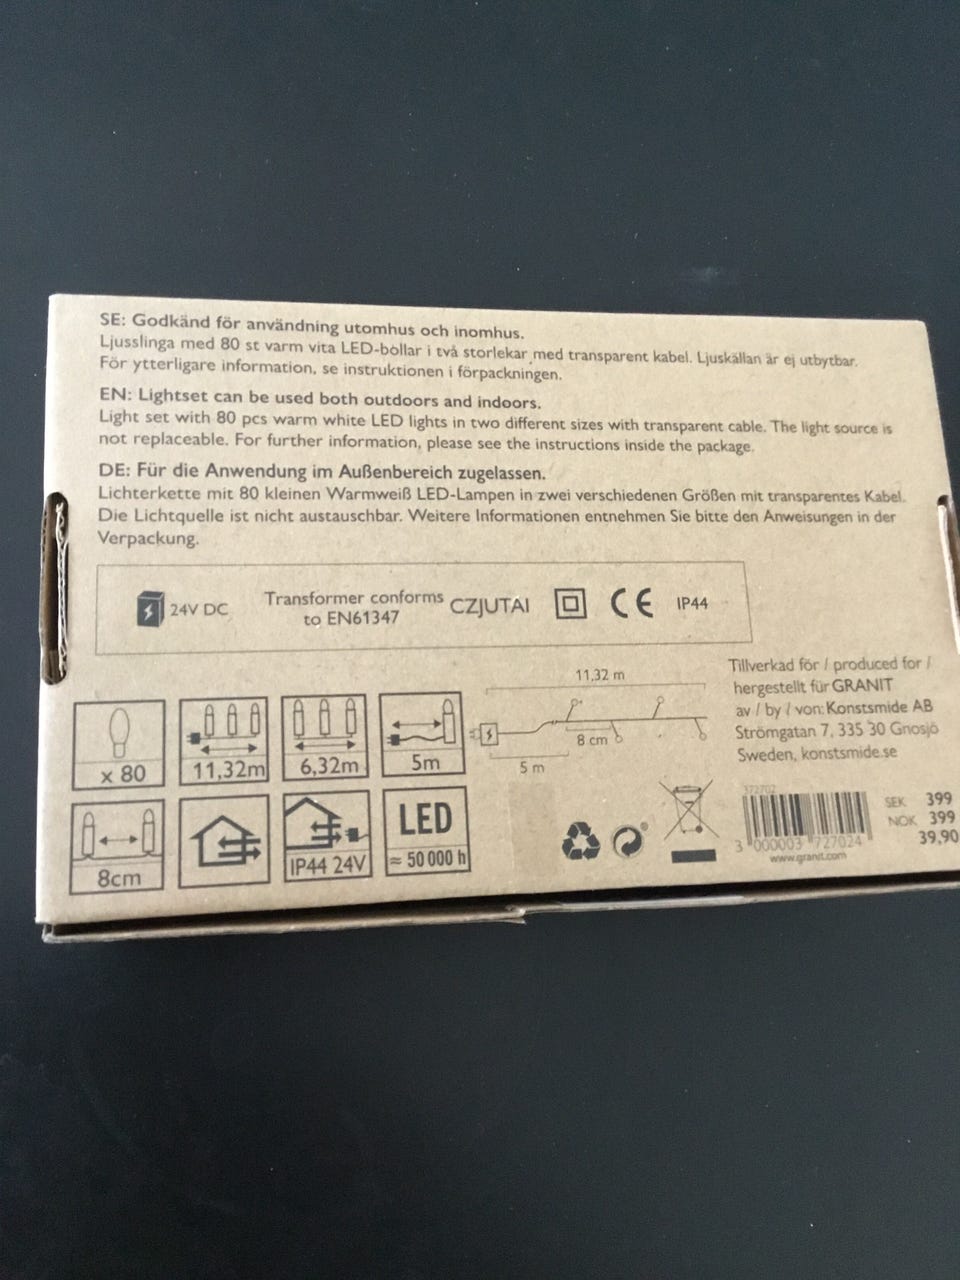 SE: Godkänd för användning utomhus och inomhus.
Ljusslinga med 80 st varm vita LED-bollar i två storlekar med transparent kabel. Ljuskällan är ej utbytbar.
För ytterligare information, se instruktionen i förpackningen.
EN: Lightset can be used both outdoors and indoors.
Light set with 80 pcs warm white LED lights in two different sizes with transparent cable. The light source is
not replaceable. For further information, please see the instructions inside the package.
DE: Für die Anwendung im Außenbereich zugelassen.
Lichterkette mit 80 kleinen Warmweiß LED-Lampen in zwei verschiedenen Größen mit transparentes Kabel.
Die Lichtquelle ist nicht austauschbar. Weitere Informationen entnehmen Sie bitte den Anweisungen in der
Verpackung.
24V DC
Transformer conforms
to EN61347
CZJUTAI
CE
IP44
x 80
11,32m
6,32m
5m
11,32 m
8 cm
5 m
Tillverkad för / produced for /
hergestellt für GRANIT
av / by / von: Konstsmide AB
Strömgatan 7, 335 30 Gnosjö
Sweden, konstsmide.se
8cm
IP44 24V
LED
≈ 50 000 h
372702
3 000003 727024
www.granit.com
SEK 399
NOK 399
39,90